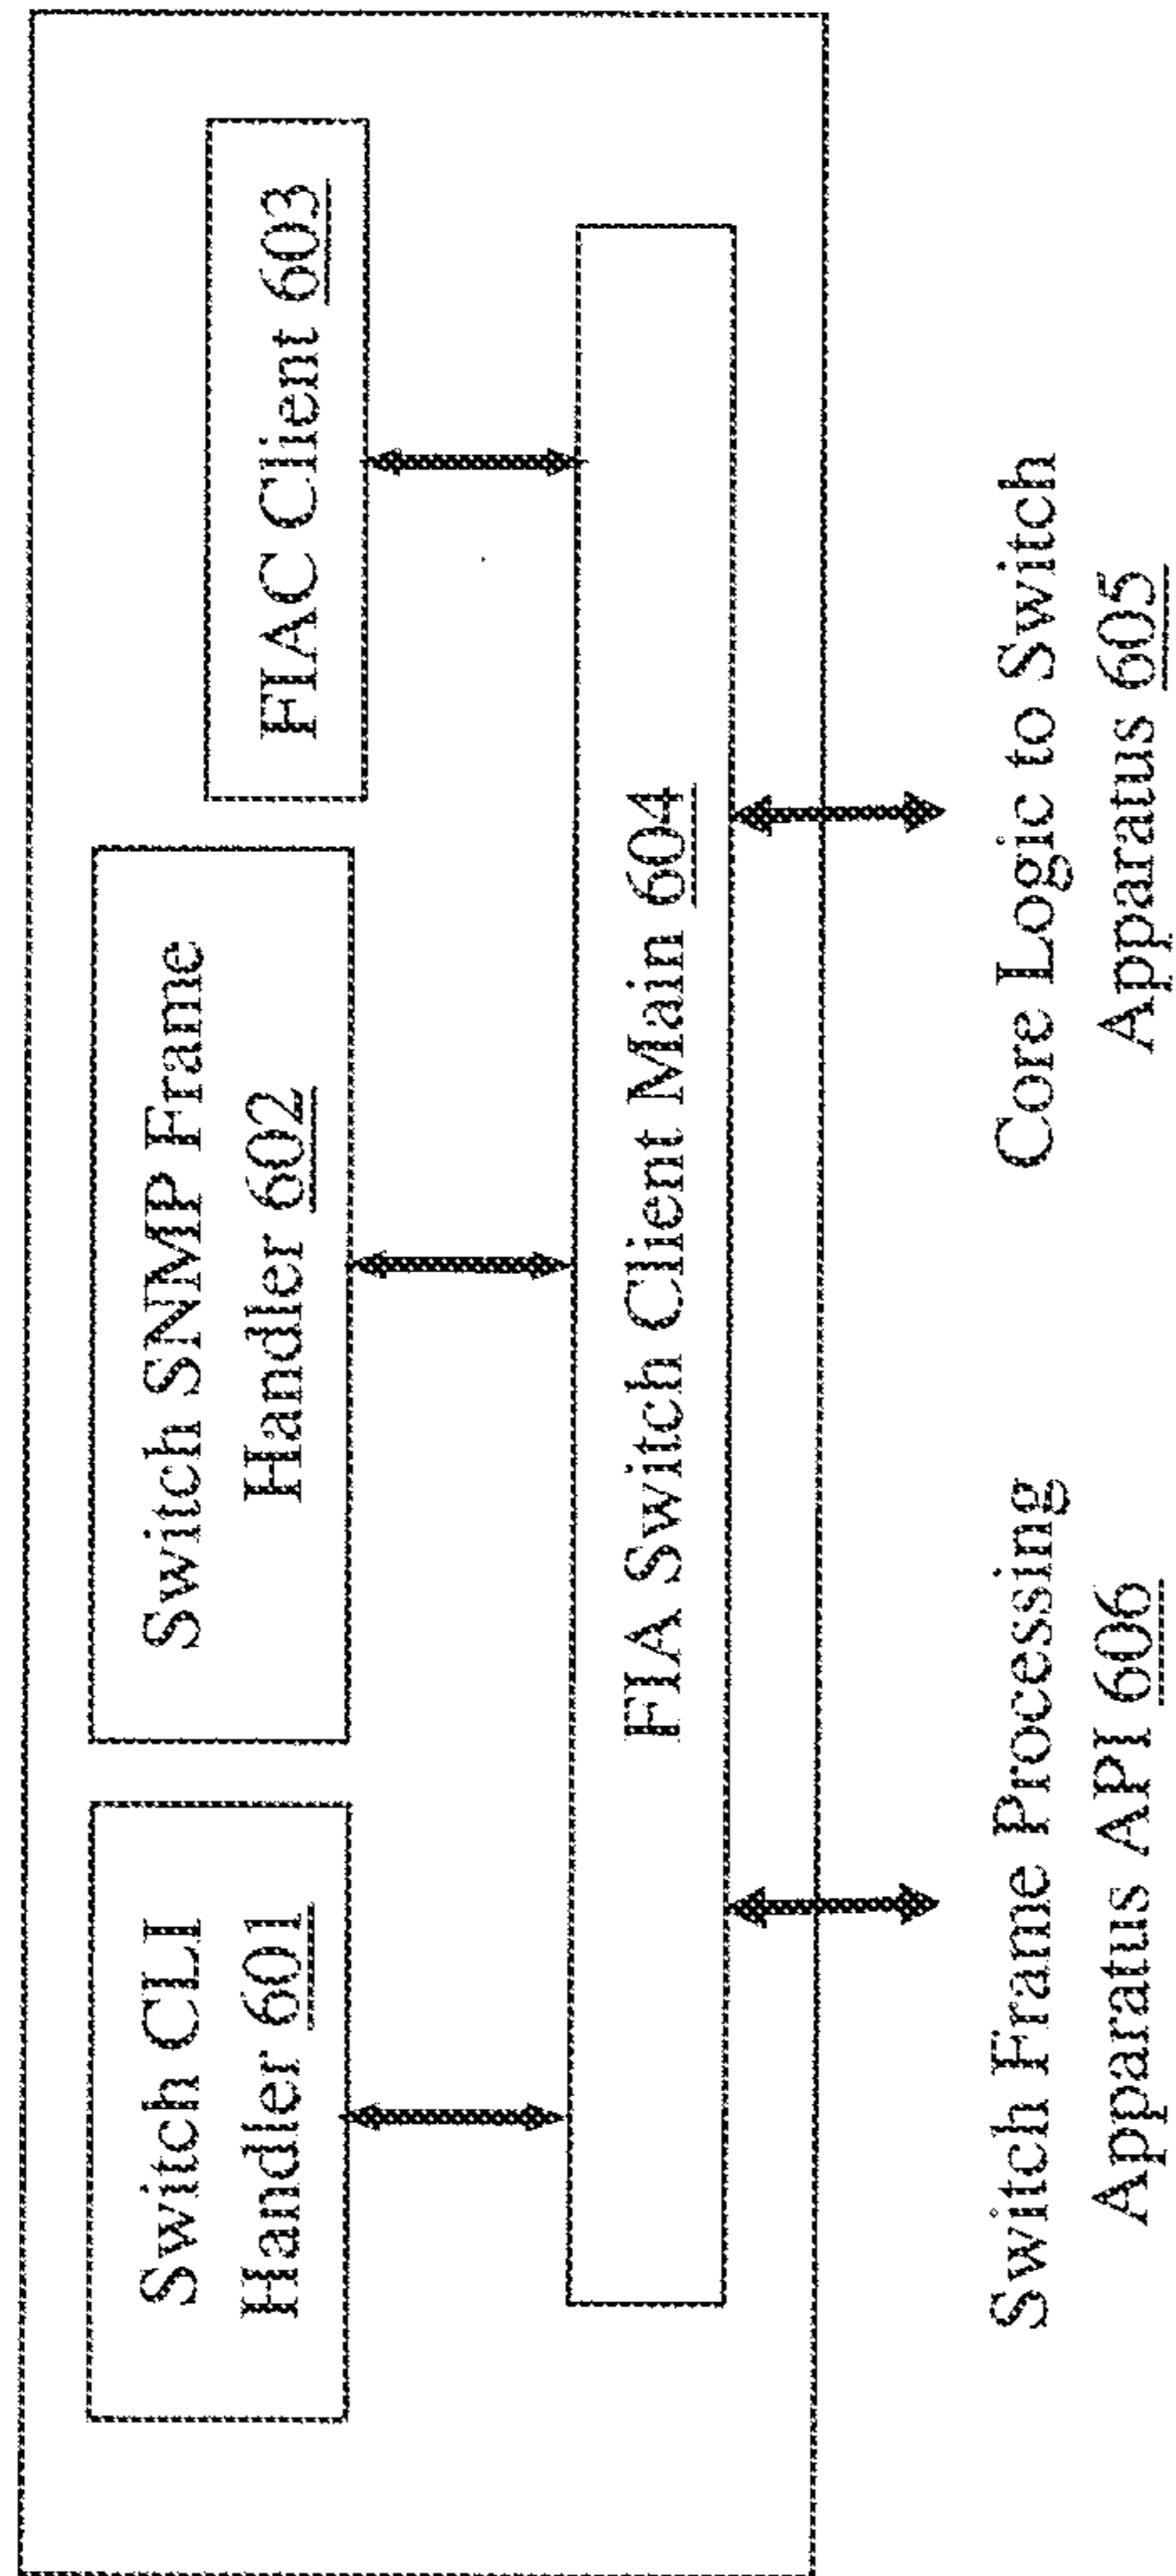 Switch CLI
Handler 601
Switch SNMP Frame
Handler 602
FIAC Client 603
FIA Switch Client Main 604
Switch Frame Processing
Apparatus API 606
Core Logic to Switch
Apparatus 605